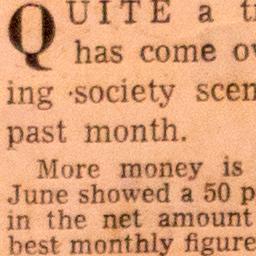 QUITE a
has come
ing society
past month.
More money is
June showed a 50
in the net amount
best monthly figure